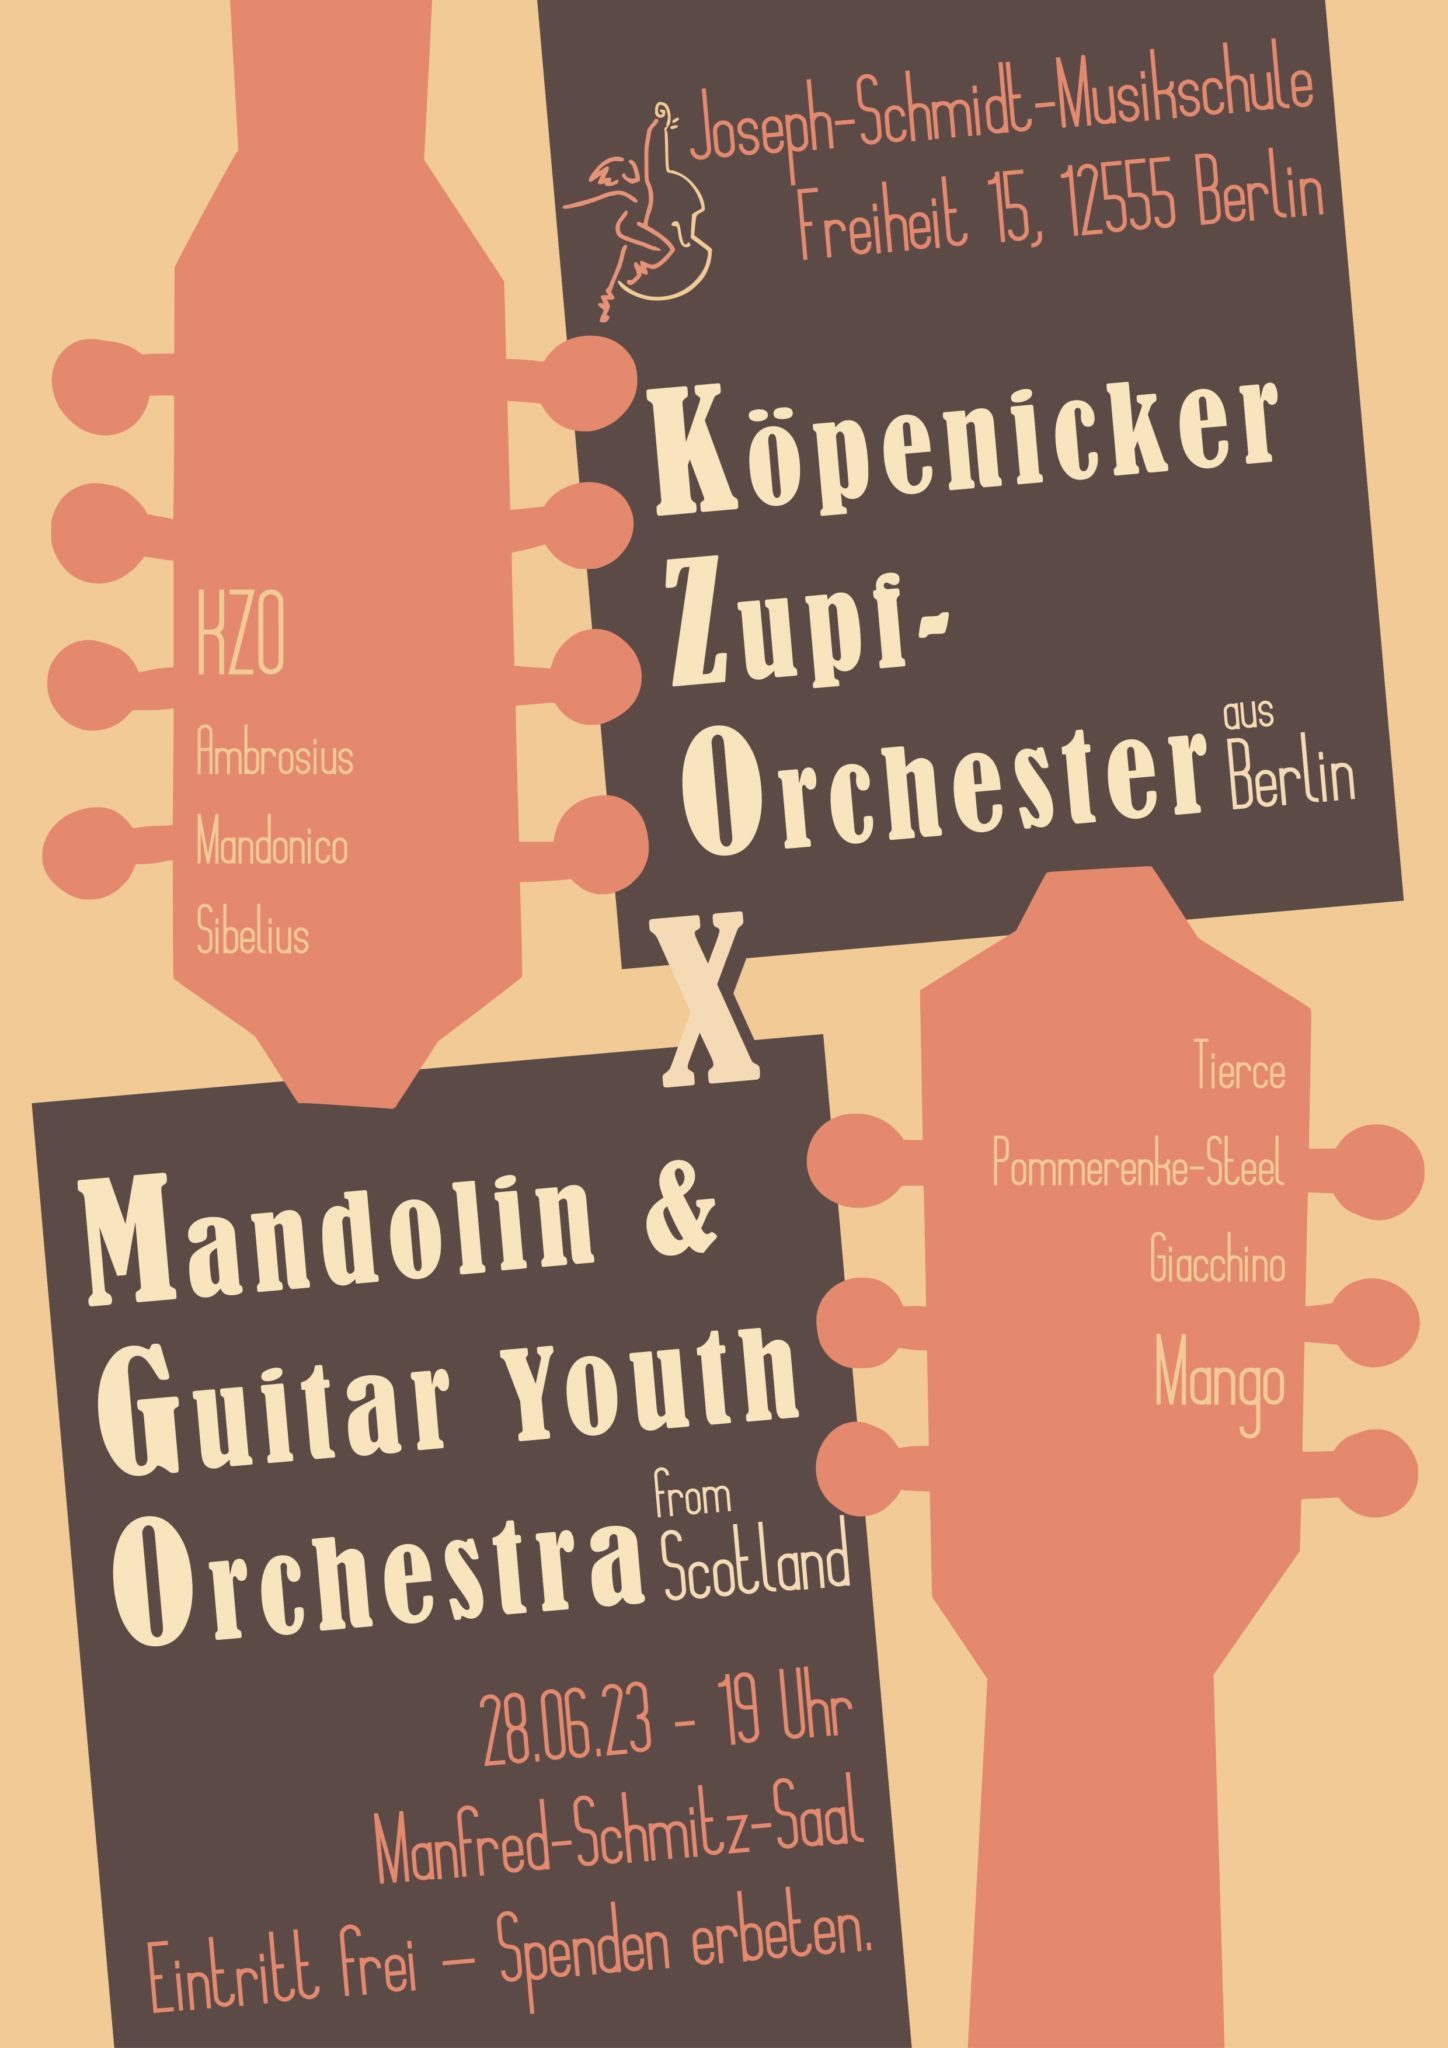 Joseph-Schmidt-Musikschule
Freiheit 15, 12555 Berlin
Köpenicker
Zupf-
Orchester aus
Berlin
KZO
Ambrosius
Mandonico
Sibelius
X
Mandolin &
Guitar Youth
Orchestra from
Scotland
Tierce
Pommerenke-Steel
Giacchino
Mango
28.06.23 - 19 Uhr
Manfred-Schmitz-Saal
Eintritt frei – Spenden erbeten.